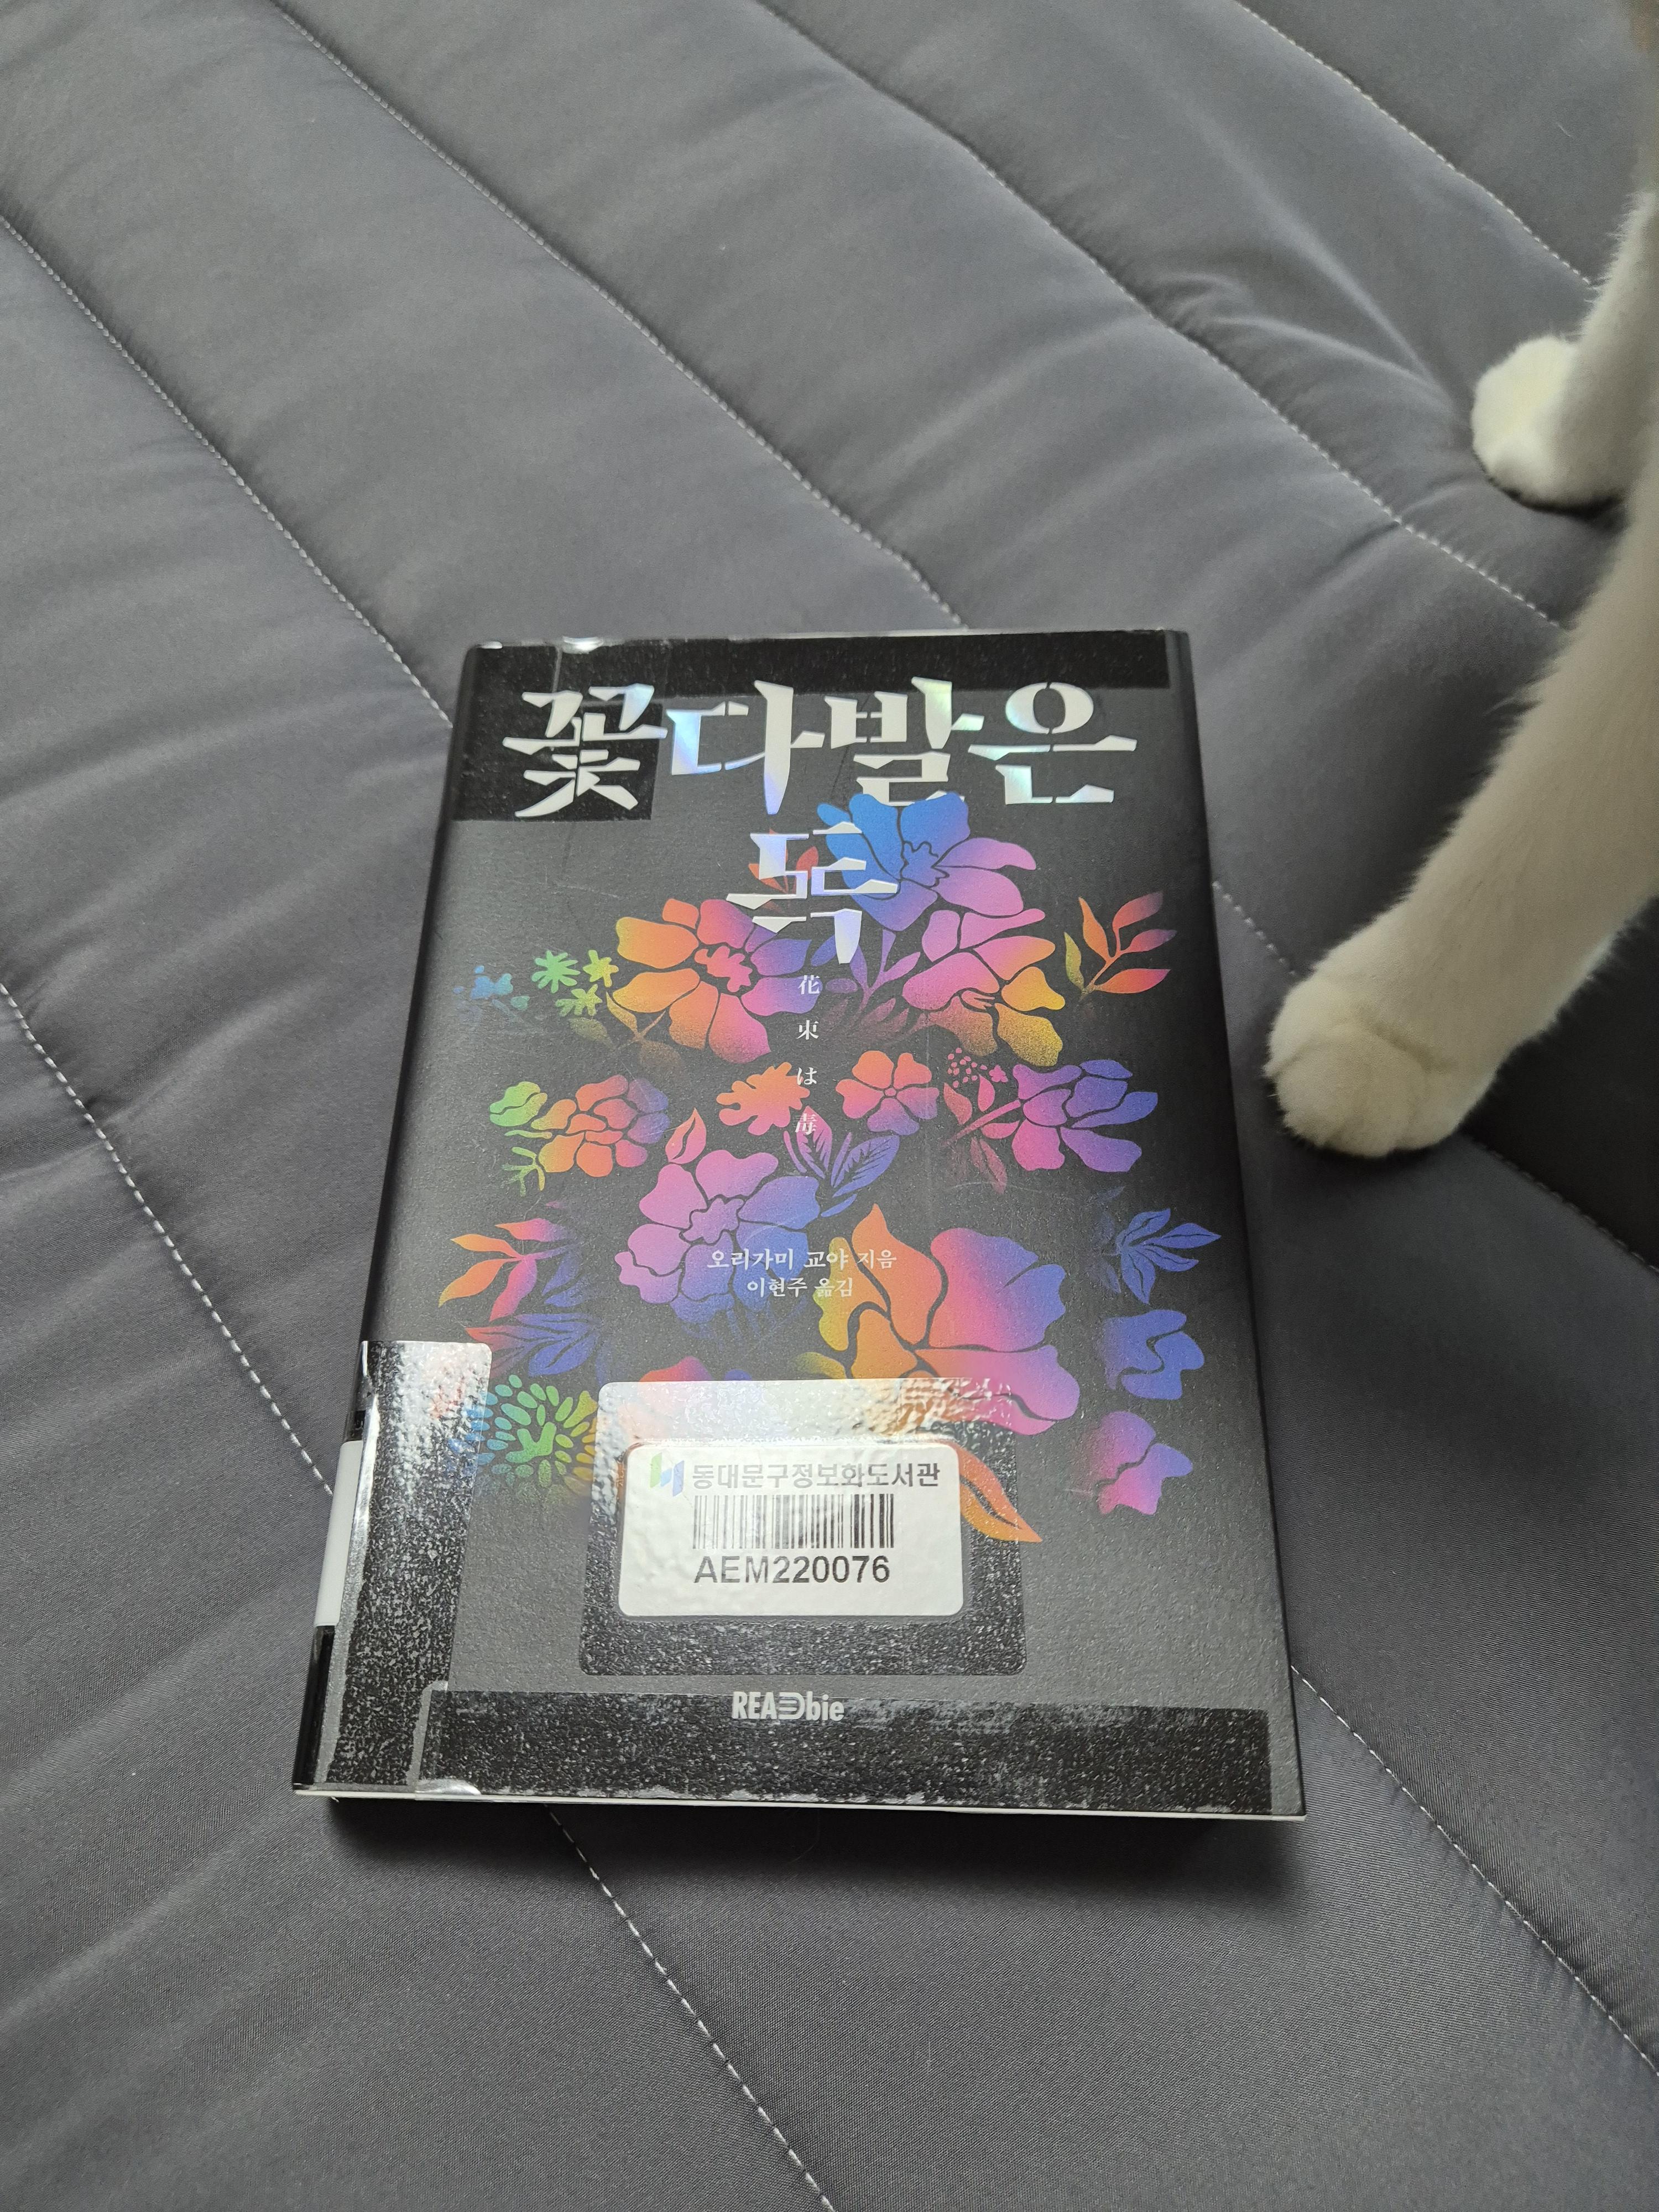 꽃다발은
독
花
束
は
毒
오리가미 교야 지음
이현주 옮김
동대문구정보화도서관
AEM220076
READbie